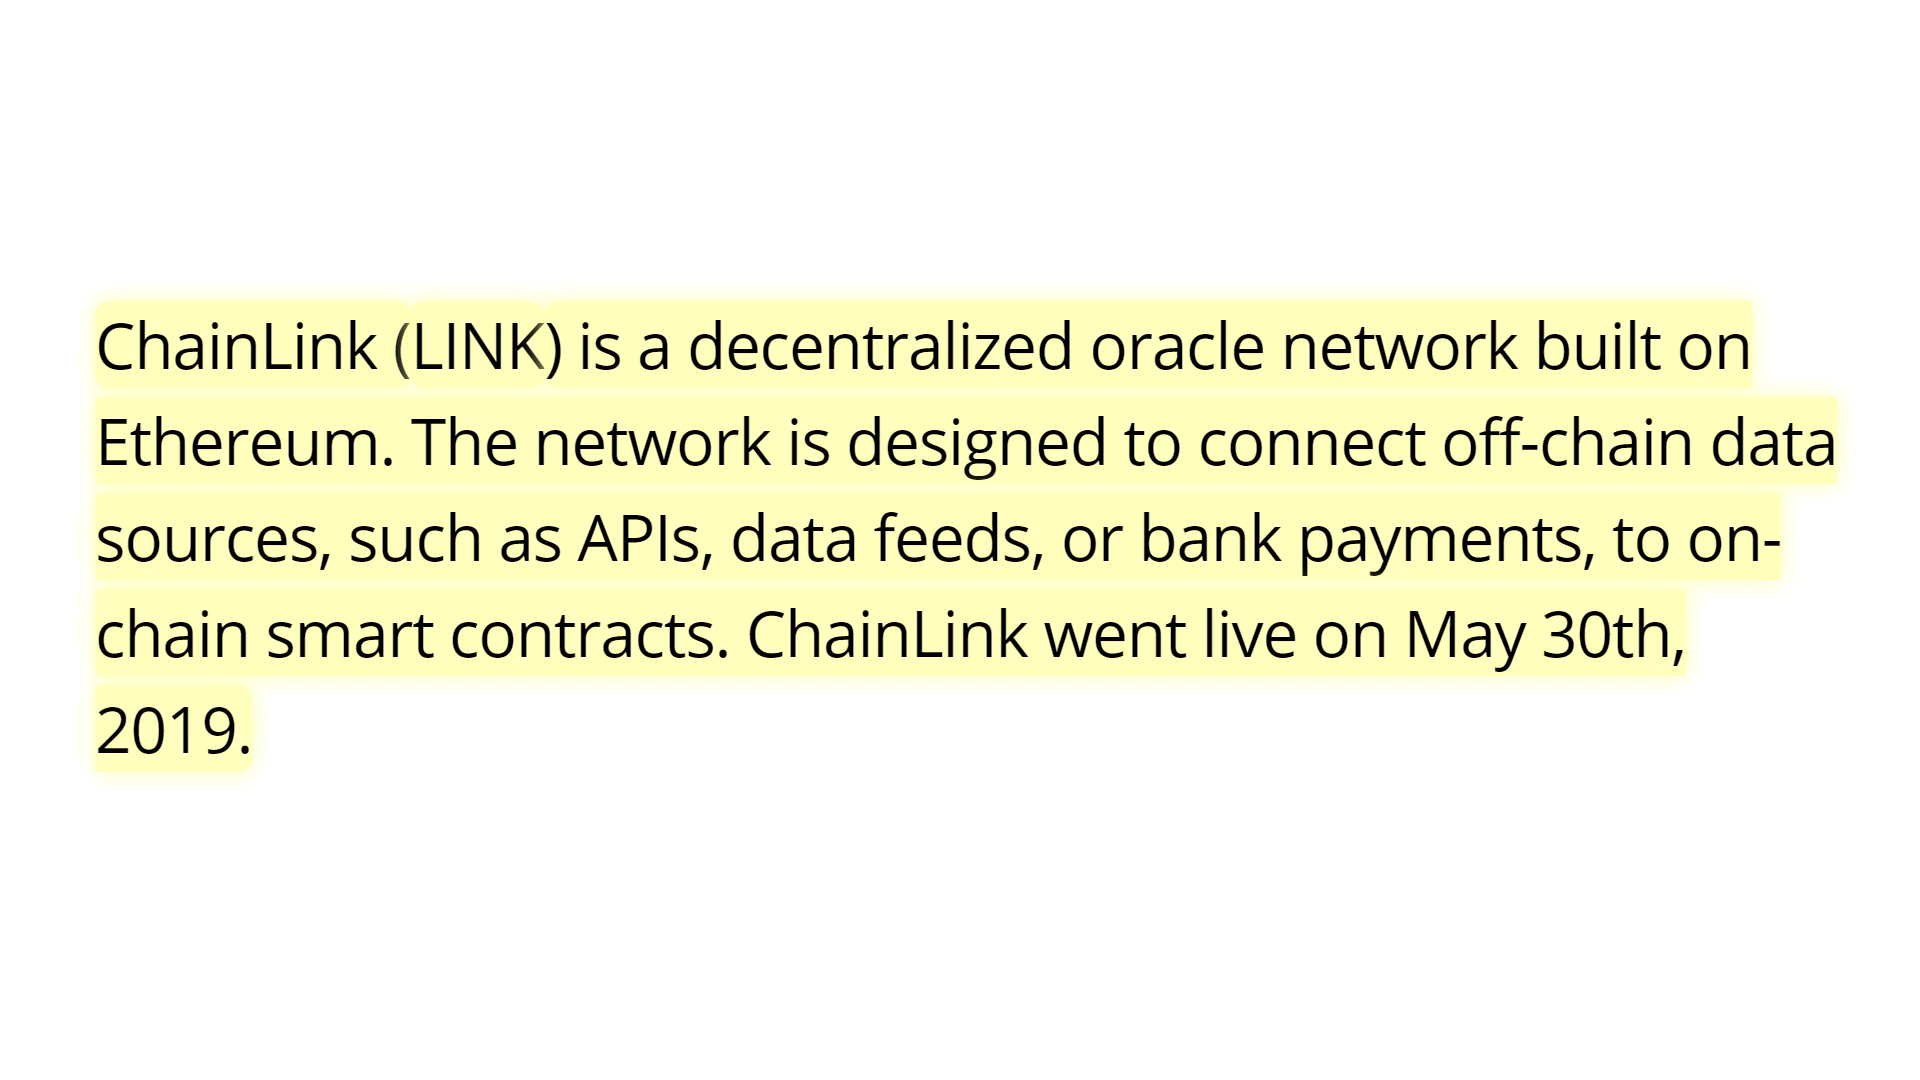 ChainLink (LINK) is a decentralized oracle network built on
Ethereum. The network is designed to connect off-chain data
sources, such as APIs, data feeds, or bank payments, to on-
chain smart contracts. ChainLink went live on May 30th,
2019.